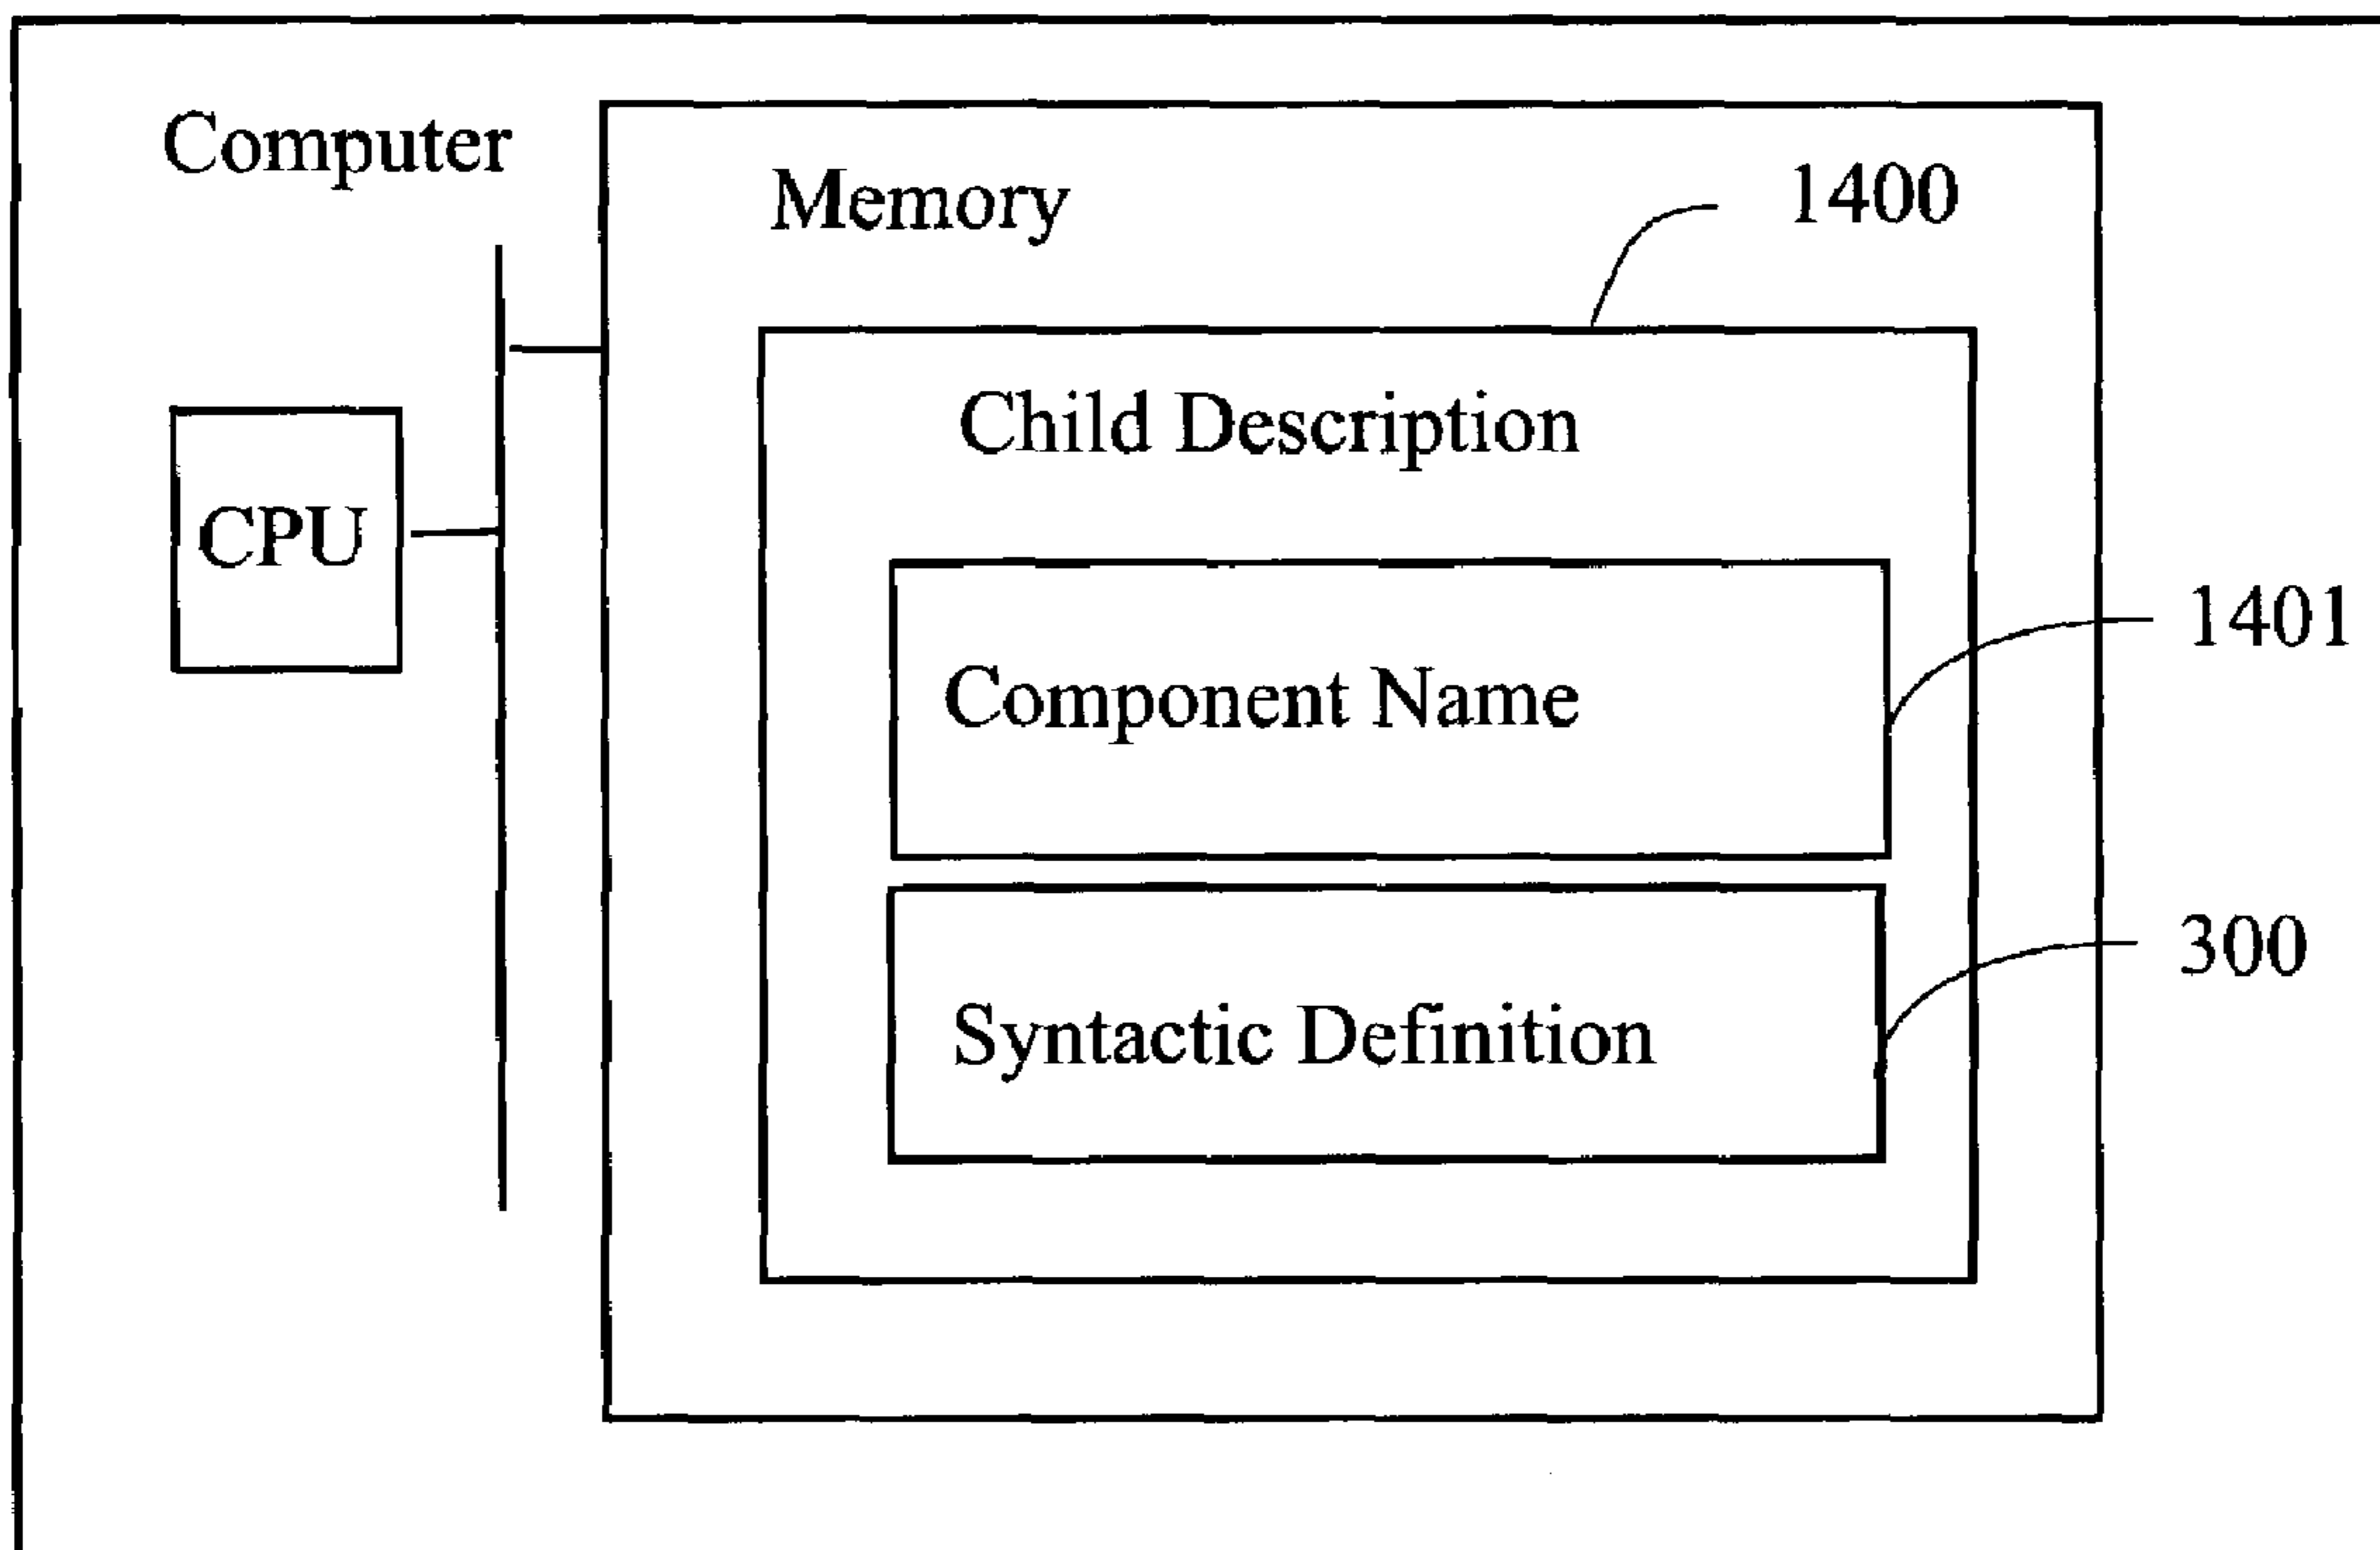 Computer
Memory
1400
Child Description
CPU
Component Name
1401
Syntactic Definition
300